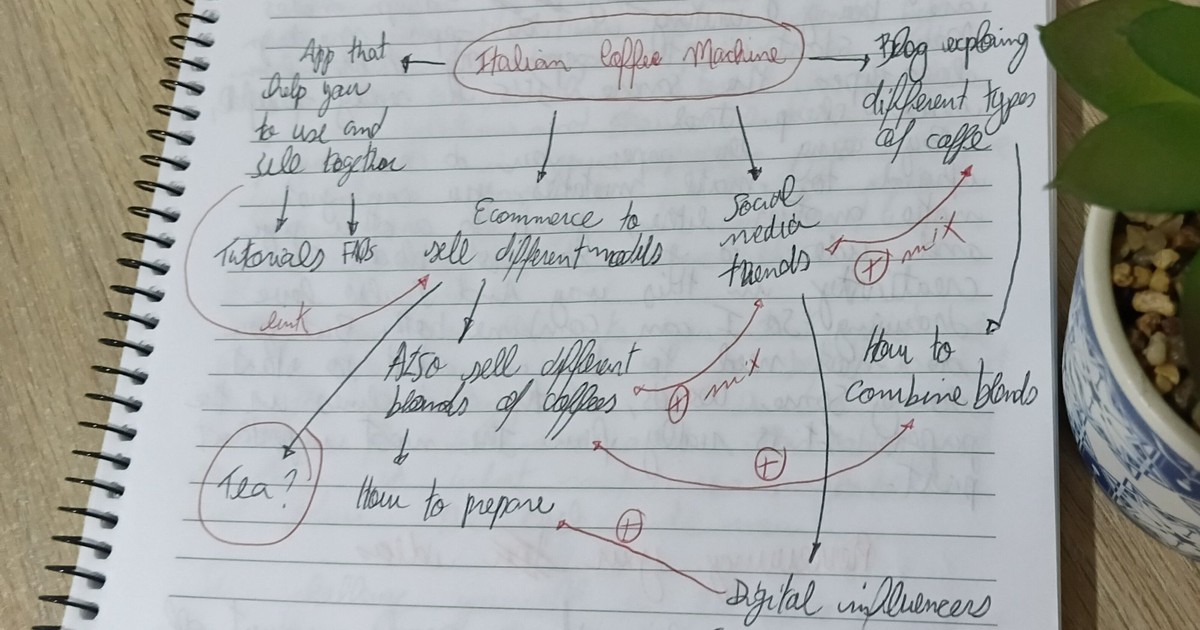 Italian Coffee Machine
App that
help you
to use and
sell together
Blog exploring
different types
of caffe
Tutorials
FAQs
Ecommerce to
sell different models
Social
media
trends
mix
link
Also sell different
blends of coffees
mix
How to
combine blends
Tea?
How to prepare
Digital influencers